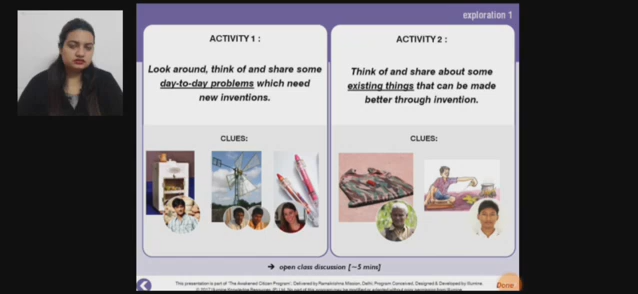 exploration 1
ACTIVITY 1 :
Look around, think of and share some
day-to-day problems which need
new inventions.
CLUES:
ACTIVITY 2 :
Think of and share about some
existing things that can be made
better through invention.
CLUES:
→ open class discussion [~5 mins]
This presentation is part of 'The Awakened Citizen Program', Delivered by Ramakrishna Mission, Delhi. Program Conceived, Designed & Developed by Illumine.
Done